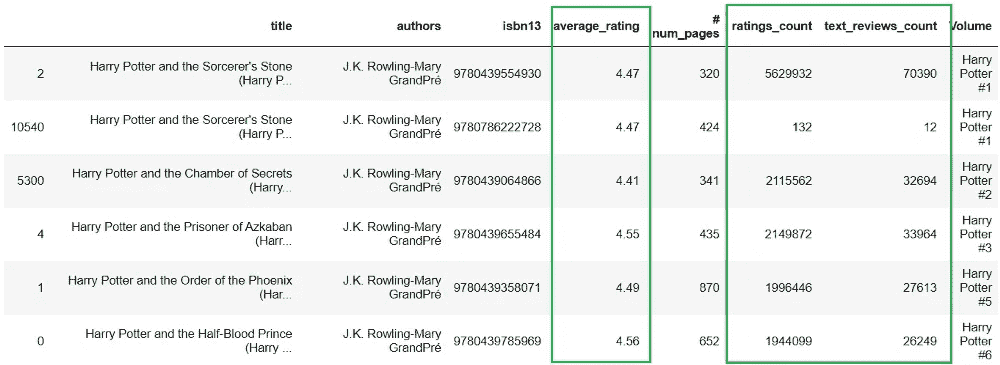 title authors isbn13 average_rating # num_pages ratings_count text_reviews_count Volume
2 Harry Potter and the Sorcerer's Stone (Harry P... J.K. Rowling-Mary GrandPré 9780439554930 4.47 320 5629932 70390 Harry Potter #1
10540 Harry Potter and the Sorcerer's Stone (Harry P... J.K. Rowling-Mary GrandPré 9780786222728 4.47 424 132 12 Harry Potter #1
5300 Harry Potter and the Chamber of Secrets (Harry... J.K. Rowling-Mary GrandPré 9780439064866 4.41 341 2115562 32694 Harry Potter #2
4 Harry Potter and the Prisoner of Azkaban (Harr... J.K. Rowling-Mary GrandPré 9780439655484 4.55 435 2149872 33964 Harry Potter #3
1 Harry Potter and the Order of the Phoenix (Har... J.K. Rowling-Mary GrandPré 9780439358071 4.49 870 1996446 27613 Harry Potter #5
0 Harry Potter and the Half-Blood Prince (Harry ... J.K. Rowling-Mary GrandPré 9780439785969 4.56 652 1944099 26249 Harry Potter #6